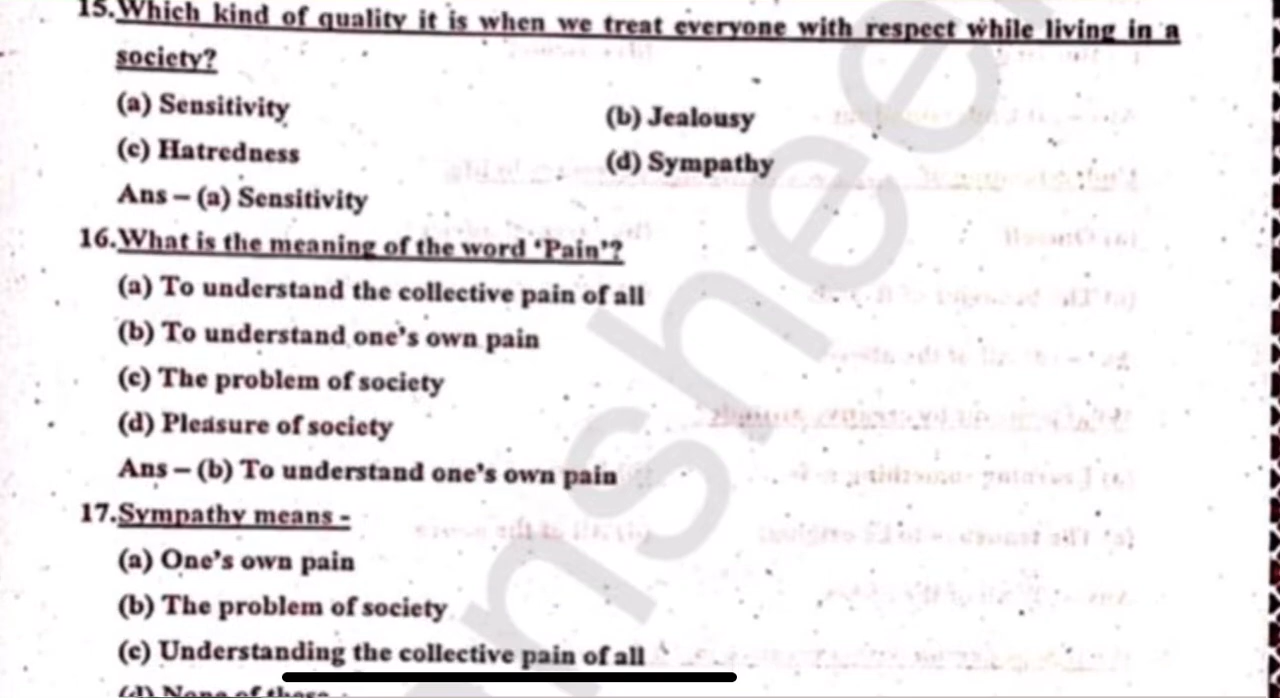 15.Which kind of quality it is when we treat everyone with respect while living in a
society?
(a) Sensitivity
(b) Jealousy
(c) Hatredness
(d) Sympathy
Ans – (a) Sensitivity
16.What is the meaning of the word ‘Pain’?
(a) To understand the collective pain of all
(b) To understand one’s own pain
(c) The problem of society
(d) Pleasure of society
Ans – (b) To understand one’s own pain
17.Sympathy means -
(a) One’s own pain
(b) The problem of society
(c) Understanding the collective pain of all
(d) None of these